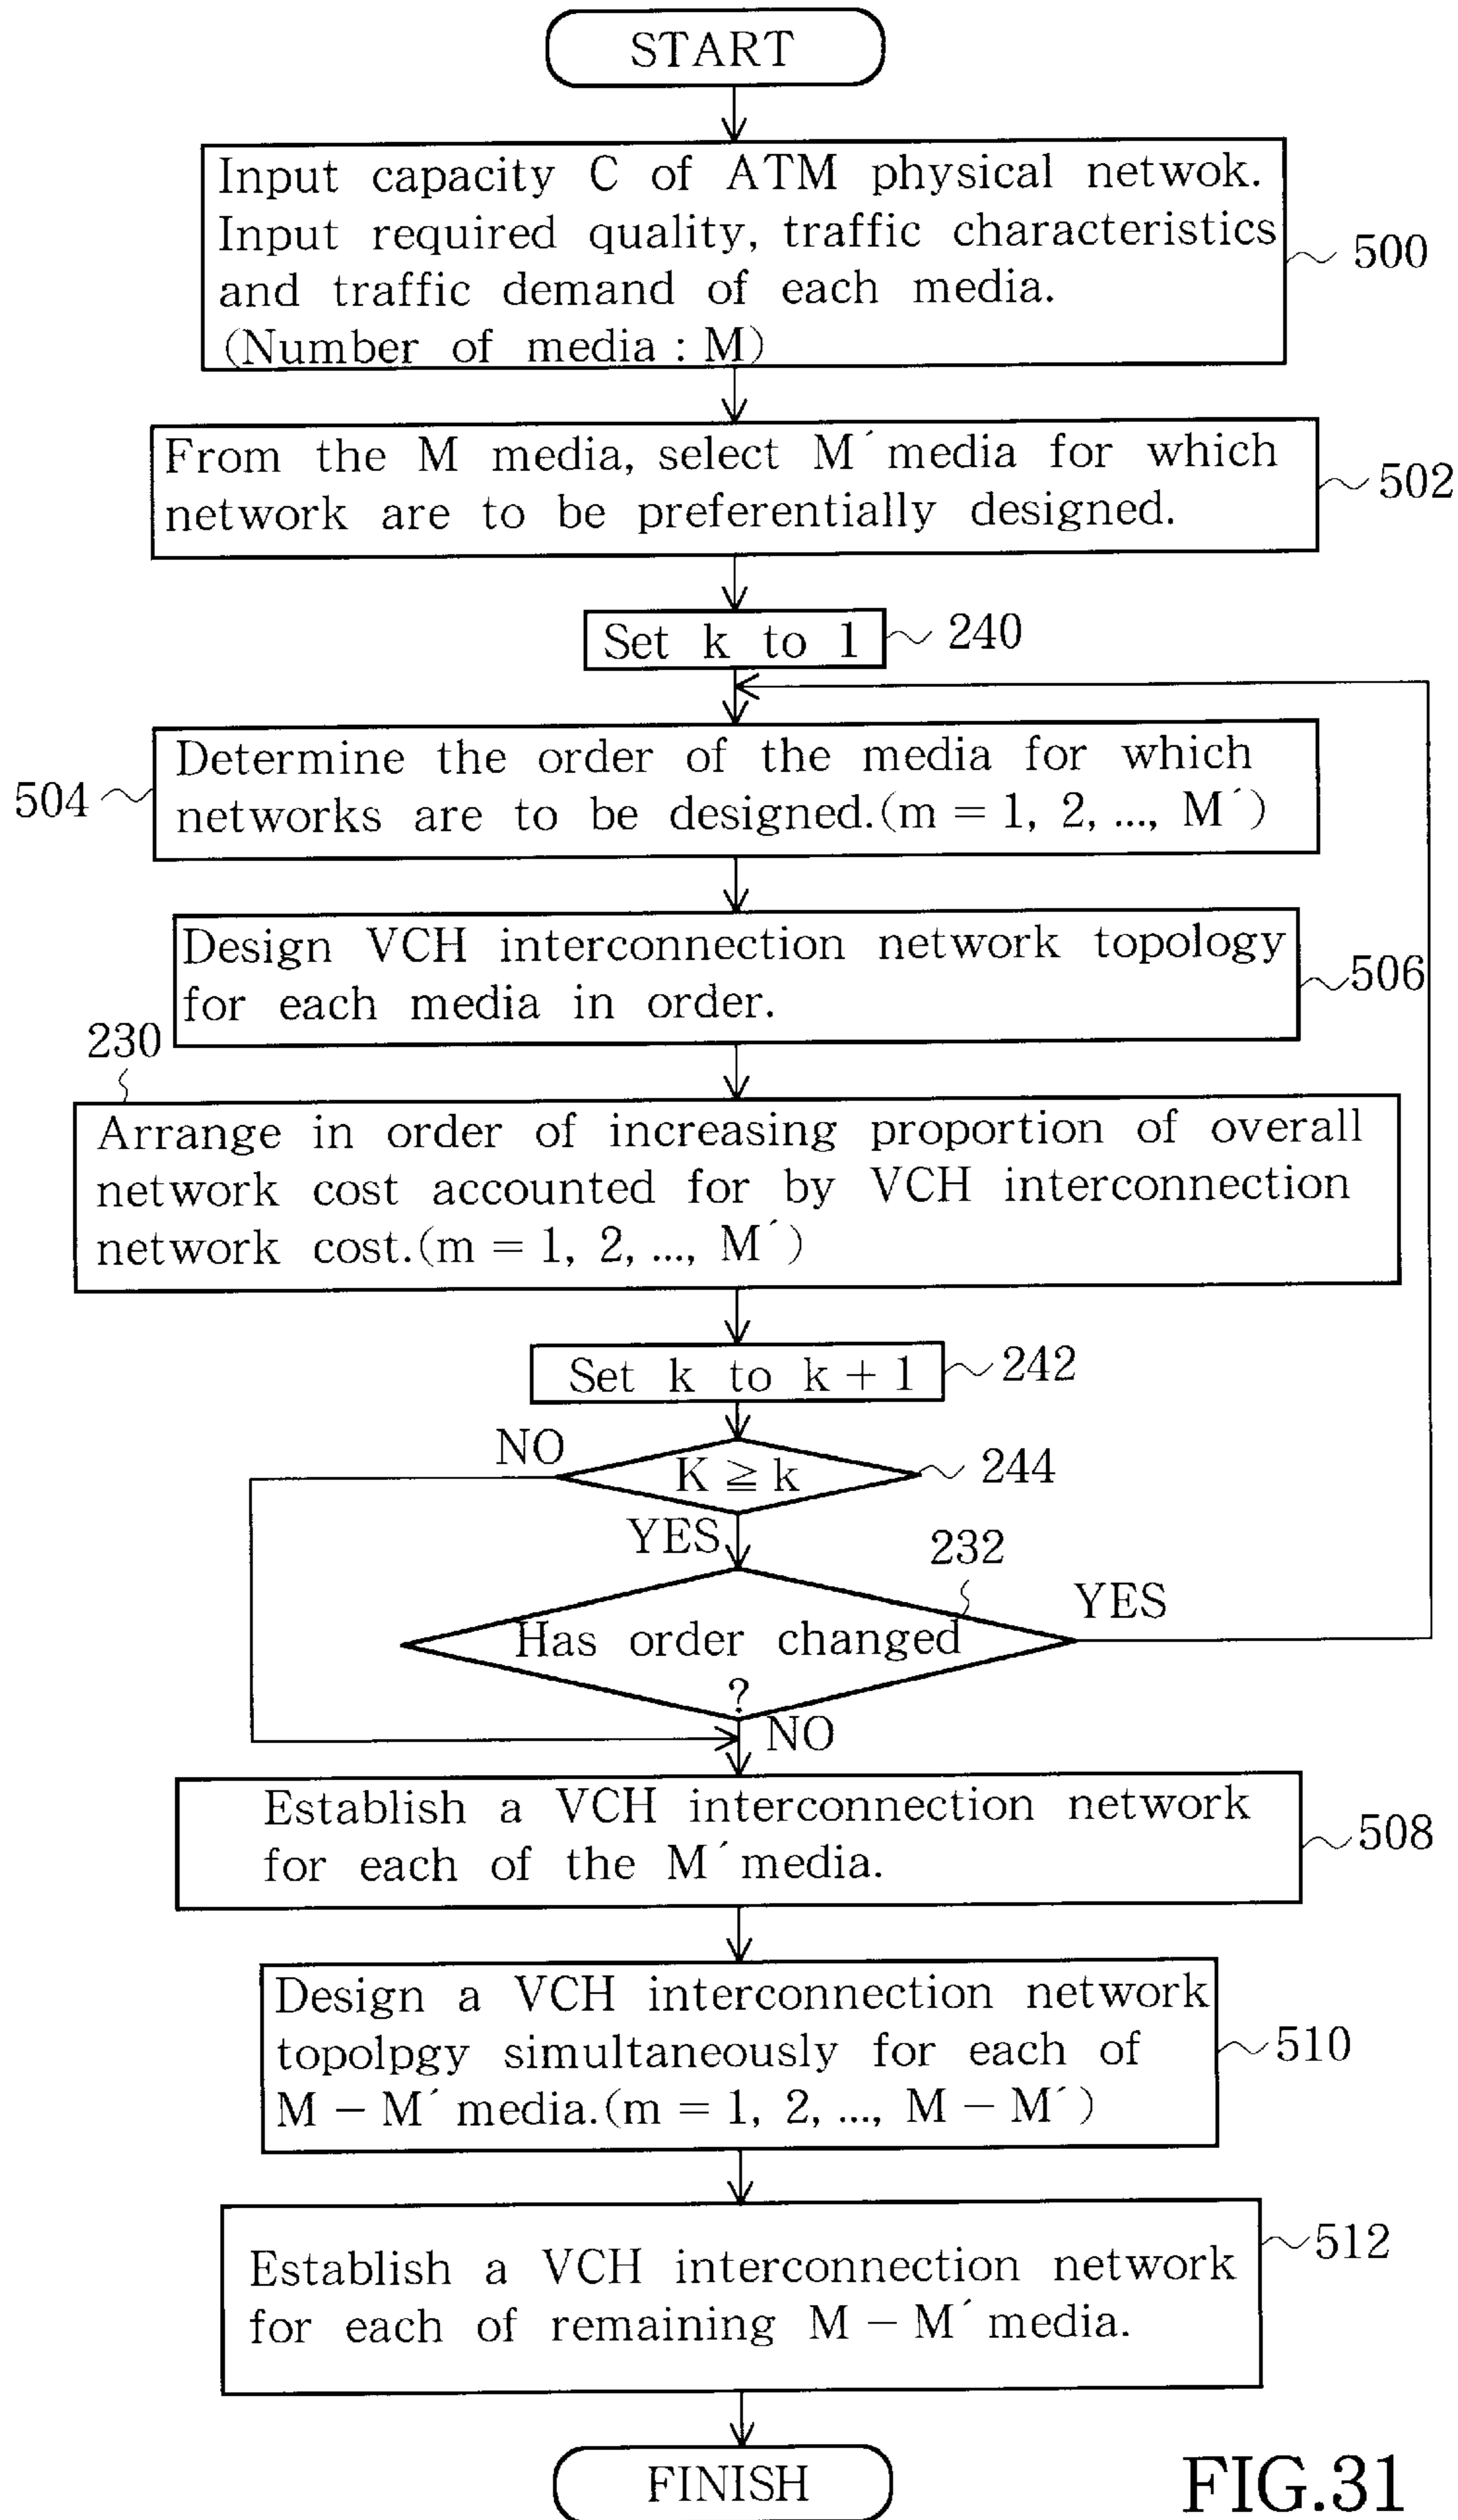 START
Input capacity C of ATM physical netwok.
Input required quality, traffic characteristics
and traffic demand of each media.
(Number of media : M)
500
From the M media, select M´ media for which
network are to be preferentially designed.
502
Set k to 1
240
Determine the order of the media for which
networks are to be designed.(m = 1, 2, ..., M´)
504
Design VCH interconnection network topology
for each media in order.
506
230
Arrange in order of increasing proportion of overall
network cost accounted for by VCH interconnection
network cost.(m = 1, 2, ..., M´)
Set k to k + 1
242
NO
K ≧ k
244
YES
232
Has order changed
?
YES
NO
Establish a VCH interconnection network
for each of the M´ media.
508
Design a VCH interconnection network
topolpgy simultaneously for each of
M − M´ media.(m = 1, 2, ..., M − M´)
510
Establish a VCH interconnection network
for each of remaining M − M´ media.
512
FINISH
FIG.31